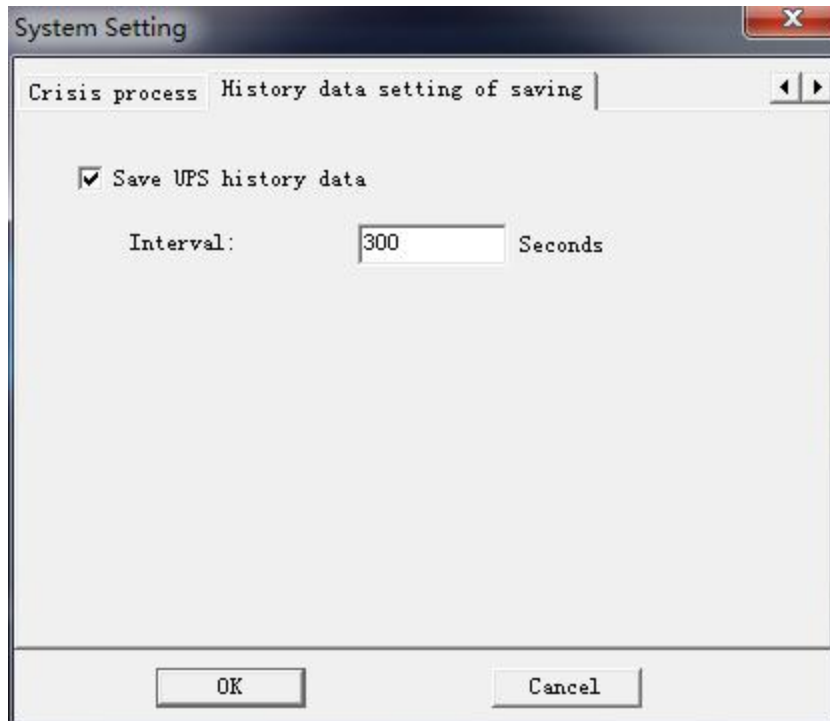 System Setting
Crisis process History data setting of saving
Save UPS history data
Interval: 300 Seconds
OK Cancel